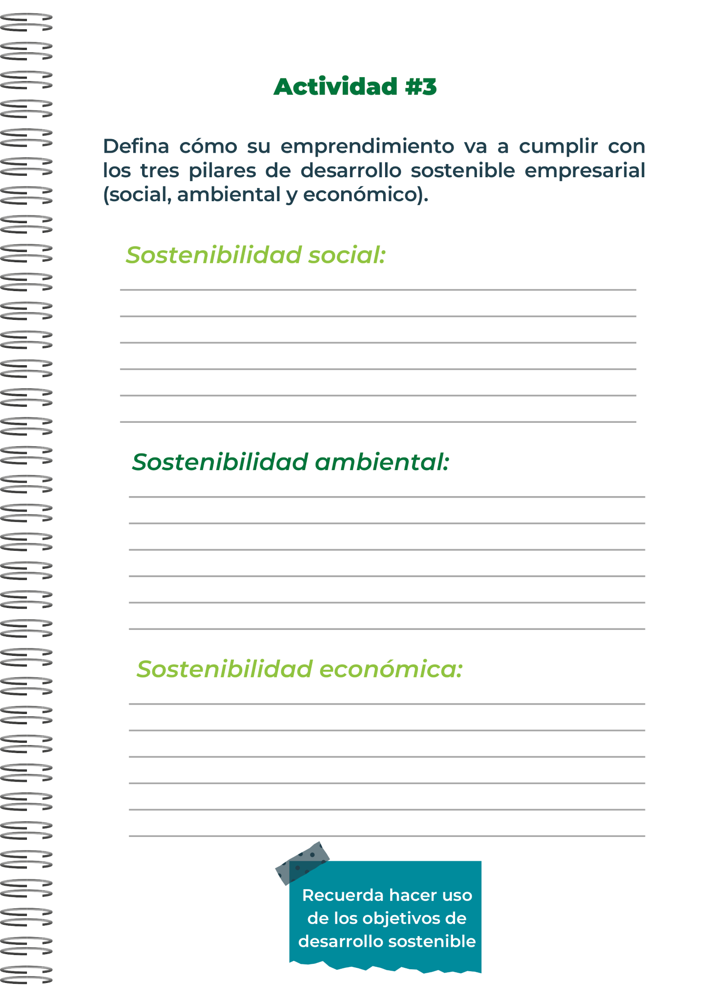 Actividad #3
Defina cómo su emprendimiento va a cumplir con
los tres pilares de desarrollo sostenible empresarial
(social, ambiental y económico).
Sostenibilidad social:
Sostenibilidad ambiental:
Sostenibilidad económica:
Recuerda hacer uso
de los objetivos de
desarrollo sostenible